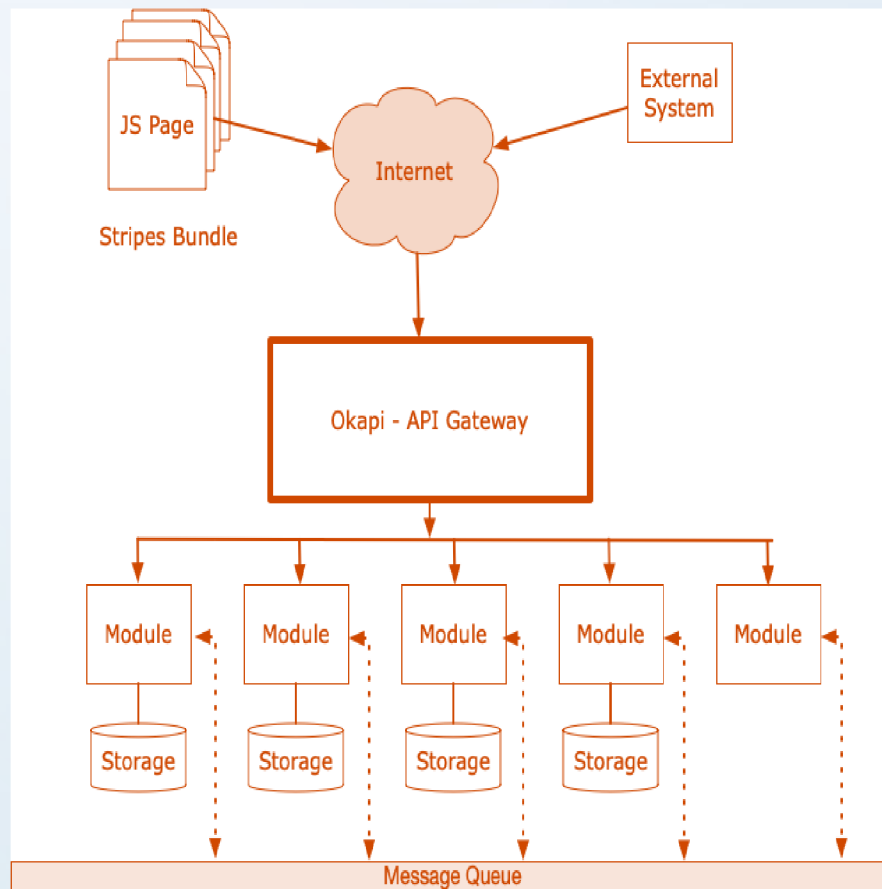 JS Page
External
System
Internet
Stripes Bundle
Okapi - API Gateway
Module
Module
Module
Module
Module
Storage
Storage
Storage
Storage
Message Queue